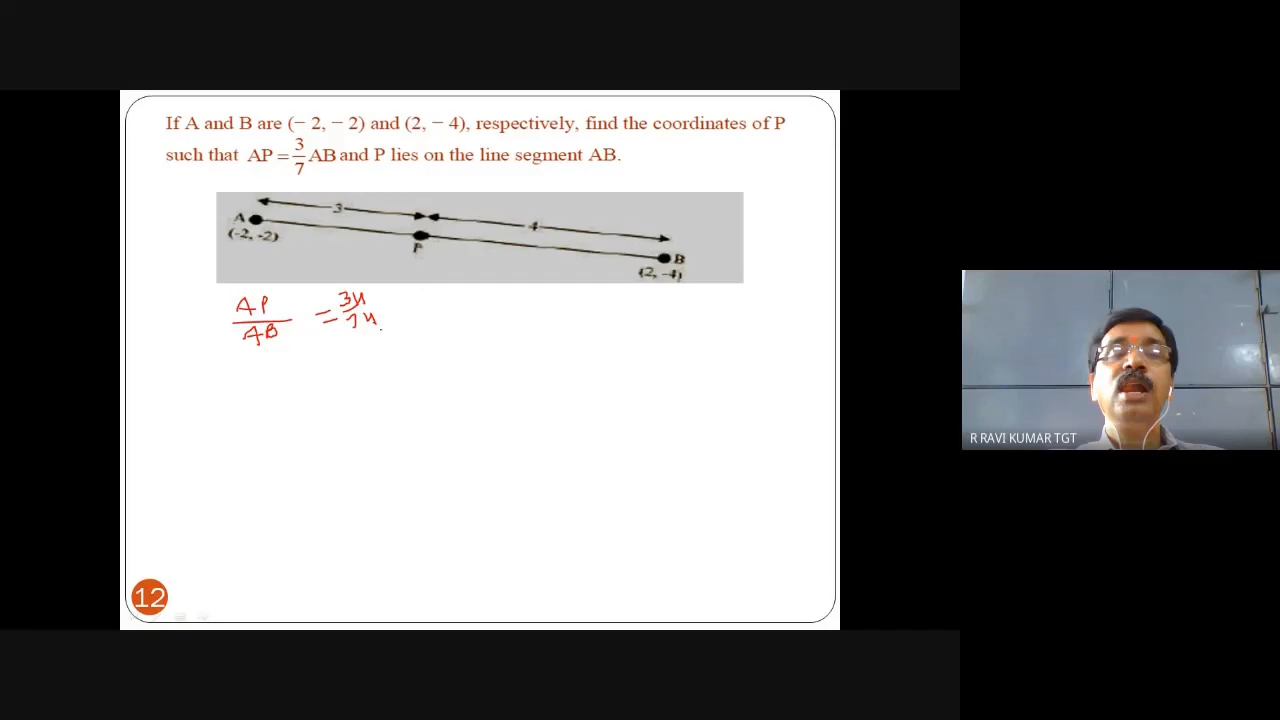 If A and B are (− 2, − 2) and (2, − 4), respectively, find the coordinates of P
such that AP = 3/7 AB and P lies on the line segment AB.
3
4
A
(-2, -2)
P
B
(2, -4)
AP/AB = 3x/7x
R RAVI KUMAR TGT
12